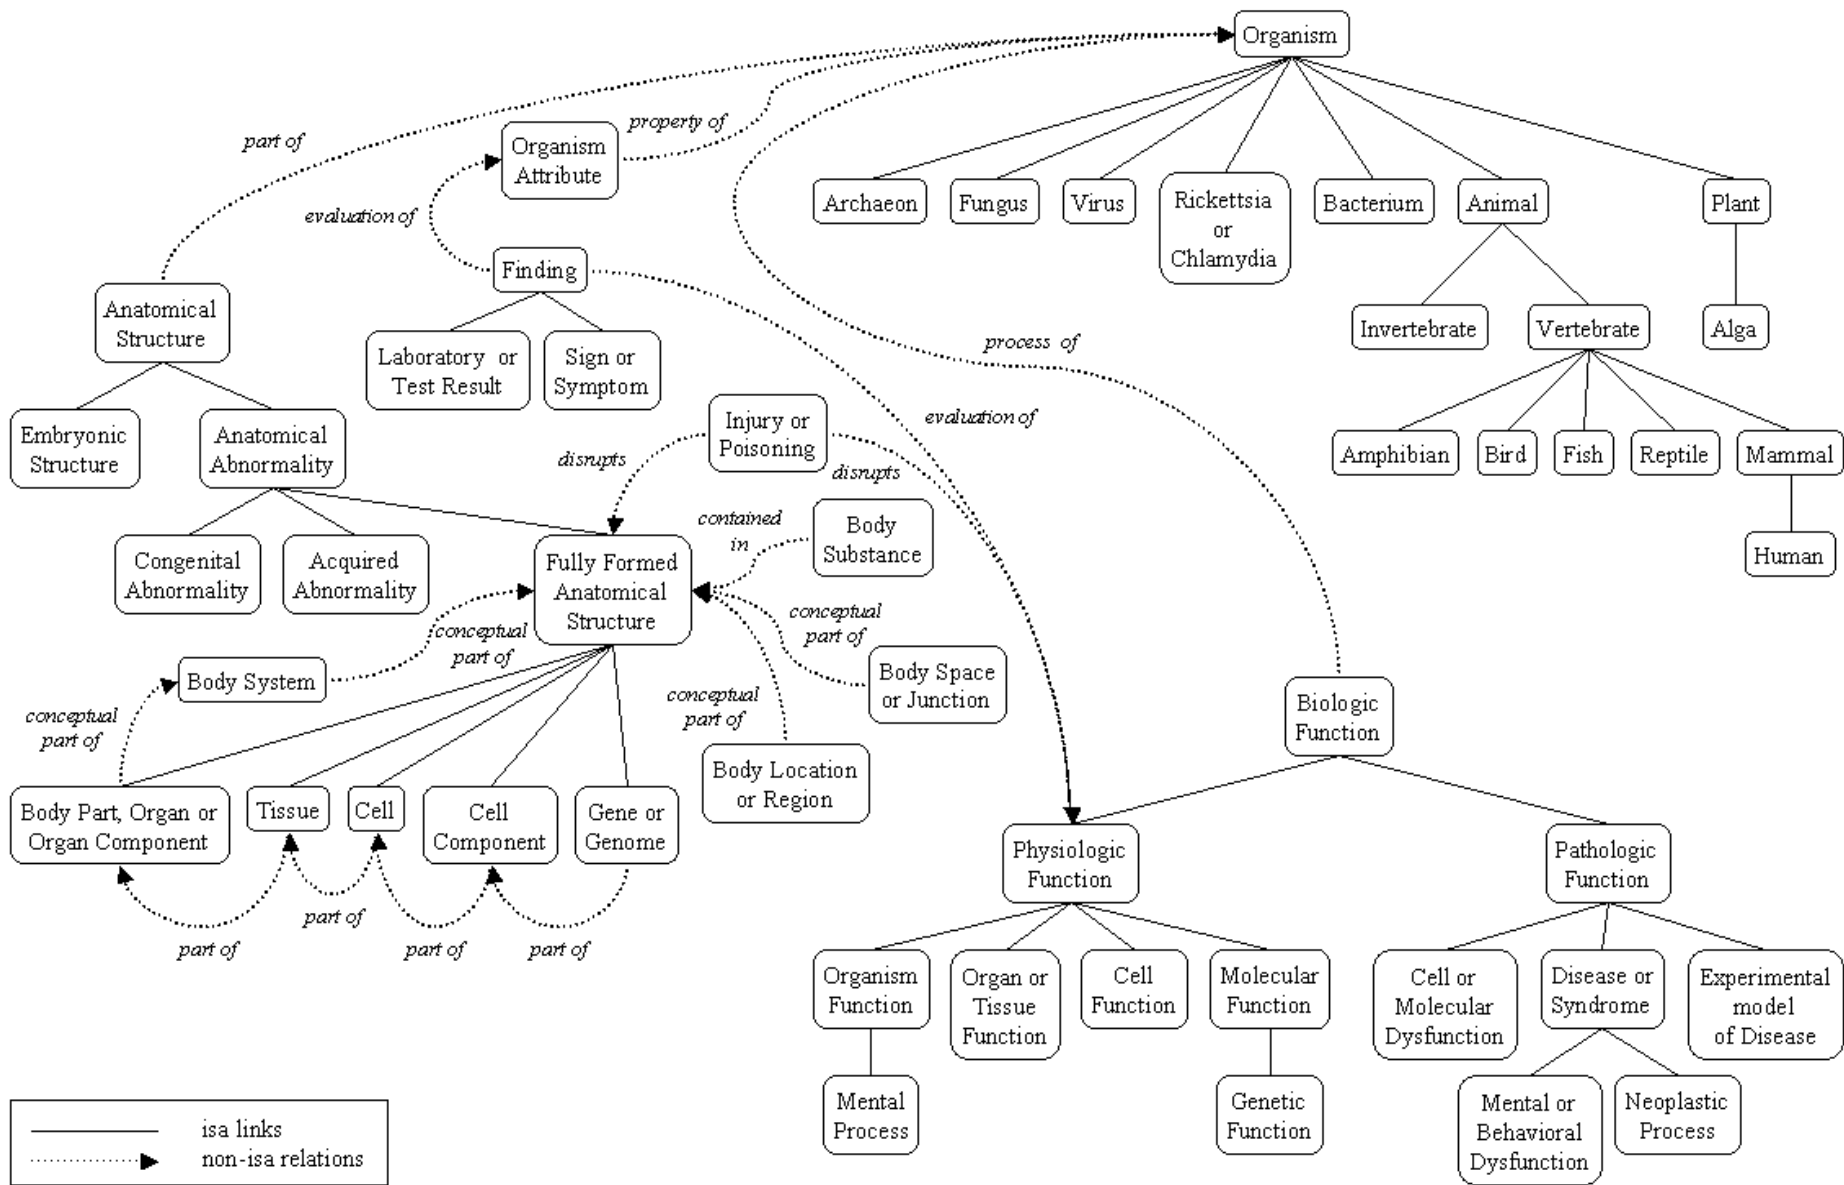 Organism
part of
property of
Organism
Attribute
evaluation of
Archaeon
Fungus
Virus
Rickettsia
or
Chlamydia
Bacterium
Animal
Plant
Finding
Anatomical
Structure
Laboratory or
Test Result
Sign or
Symptom
process of
Invertebrate
Vertebrate
Alga
Embryonic
Structure
Anatomical
Abnormality
Injury or
Poisoning
evaluation of
disrupts
disrupts
Amphibian
Bird
Fish
Reptile
Mammal
contained
in
Body
Substance
Human
Congenital
Abnormality
Acquired
Abnormality
Fully Formed
Anatomical
Structure
conceptual
part of
conceptual
part of
Body System
Body Space
or Junction
conceptual
part of
conceptual
part of
Biologic
Function
Body Location
or Region
Body Part, Organ or
Organ Component
Tissue
Cell
Cell
Component
Gene or
Genome
Physiologic
Function
Pathologic
Function
part of
part of
part of
part of
Organism
Function
Organ or
Tissue
Function
Cell
Function
Molecular
Function
Cell or
Molecular
Dysfunction
Disease or
Syndrome
Experimental
model
of Disease
Mental
Process
Genetic
Function
Mental or
Behavioral
Dysfunction
Neoplastic
Process
isa links
non-isa relations